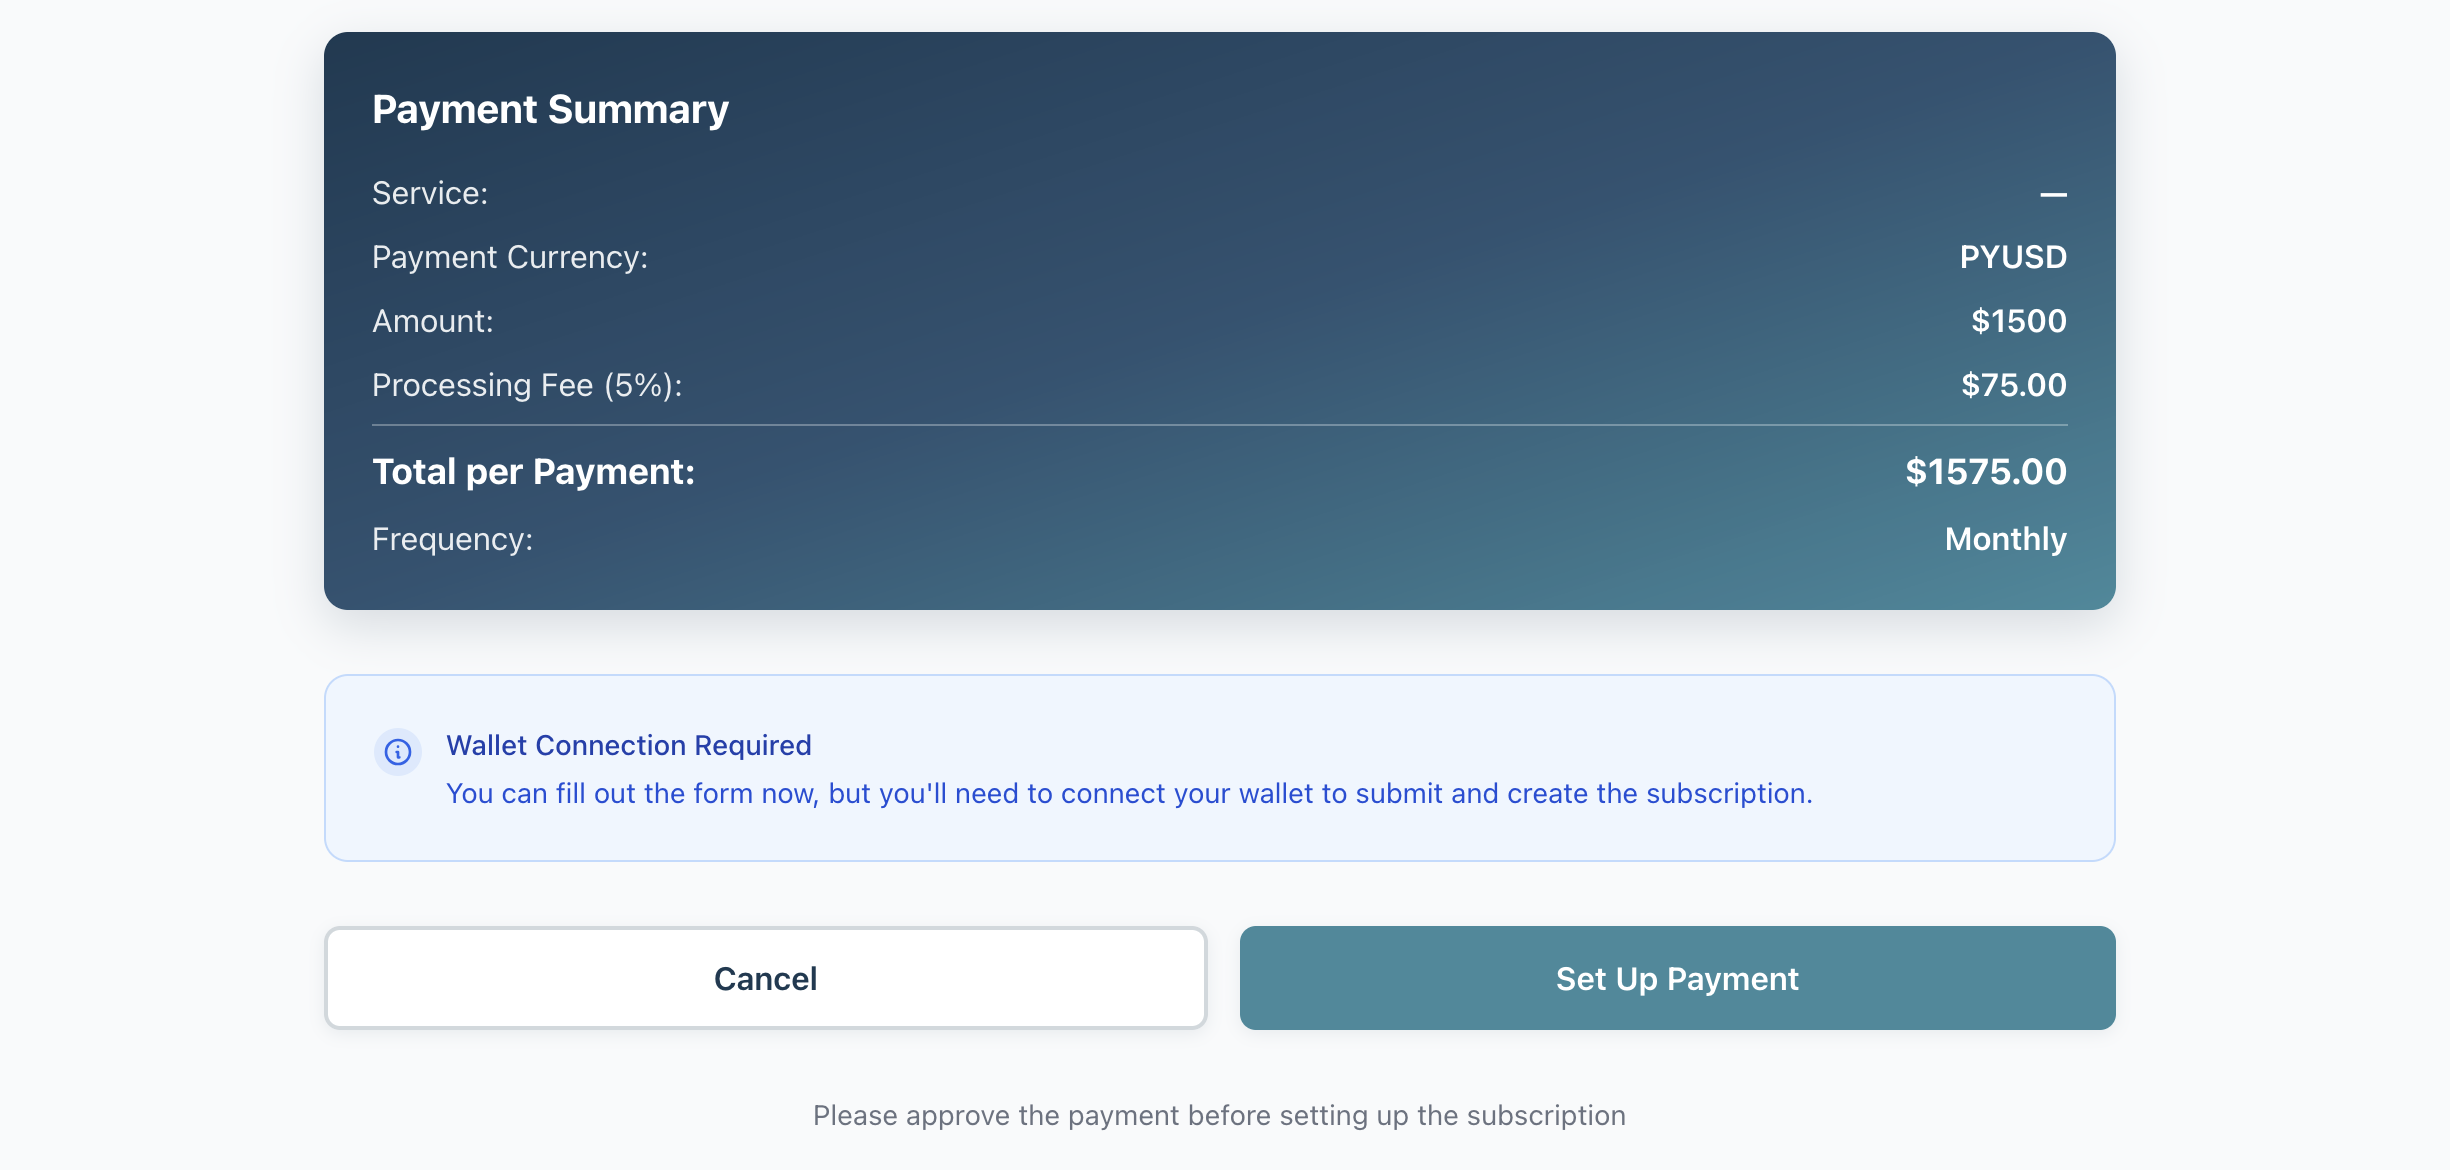 Payment Summary
Service: —
Payment Currency: PYUSD
Amount: $1500
Processing Fee (5%): $75.00
Total per Payment: $1575.00
Frequency: Monthly
Wallet Connection Required
You can fill out the form now, but you'll need to connect your wallet to submit and create the subscription.
Cancel Set Up Payment
Please approve the payment before setting up the subscription